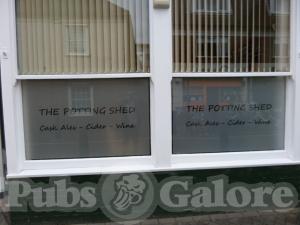 THE POTTING SHED
Cask Ales - Cider - Wine
THE POTTING SHED
Cask Ales - Cider - Wine
Pubs Galore